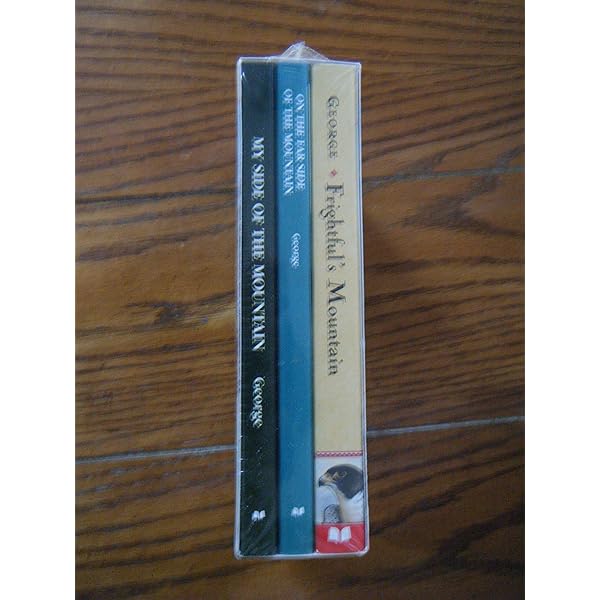 MY SIDE OF THE MOUNTAIN George
ON THE FAR SIDE
OF THE MOUNTAIN
George
GEORGE Frightful's Mountain